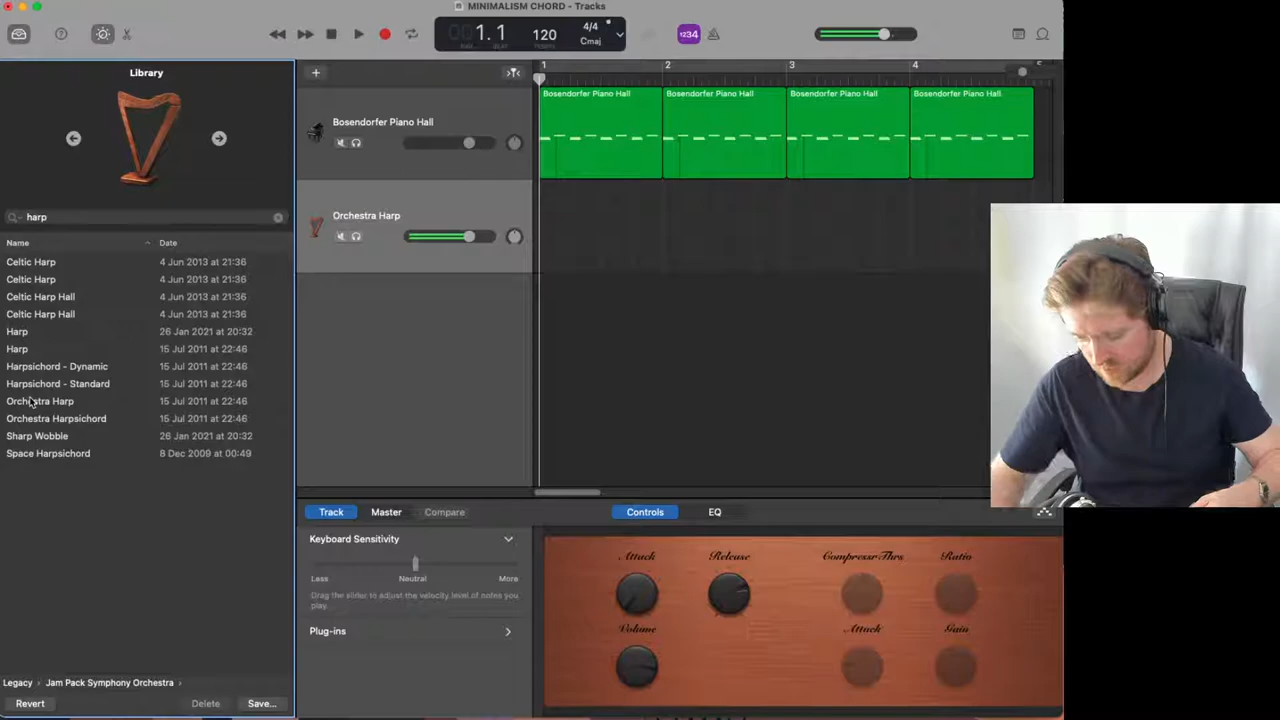 MINIMALISM CHORD - Tracks
1.1
120
4/4
Cmaj
1234
Library
harp
Name
Date
Celtic Harp
4 Jun 2013 at 21:36
Celtic Harp
4 Jun 2013 at 21:36
Celtic Harp Hall
4 Jun 2013 at 21:36
Celtic Harp Hall
4 Jun 2013 at 21:36
Harp
26 Jan 2021 at 20:32
Harp
15 Jul 2011 at 22:46
Harpsichord - Dynamic
15 Jul 2011 at 22:46
Harpsichord - Standard
15 Jul 2011 at 22:46
Orchestra Harp
15 Jul 2011 at 22:46
Orchestra Harpsichord
15 Jul 2011 at 22:46
Sharp Wobble
26 Jan 2021 at 20:32
Space Harpsichord
8 Dec 2009 at 00:49
Legacy
Jam Pack Symphony Orchestra
Revert
Delete
Save...
Bosendorfer Piano Hall
Orchestra Harp
1
2
3
4
Bosendorfer Piano Hall
Bosendorfer Piano Hall
Bosendorfer Piano Hall
Bosendorfer Piano Hall
Track
Master
Compare
Controls
EQ
Keyboard Sensitivity
Less
Neutral
More
Drag the slider to adjust the velocity level of notes you
play.
Plug-ins
Attack
Release
Compressr Thrs
Ratio
Volume
Attack
Gain